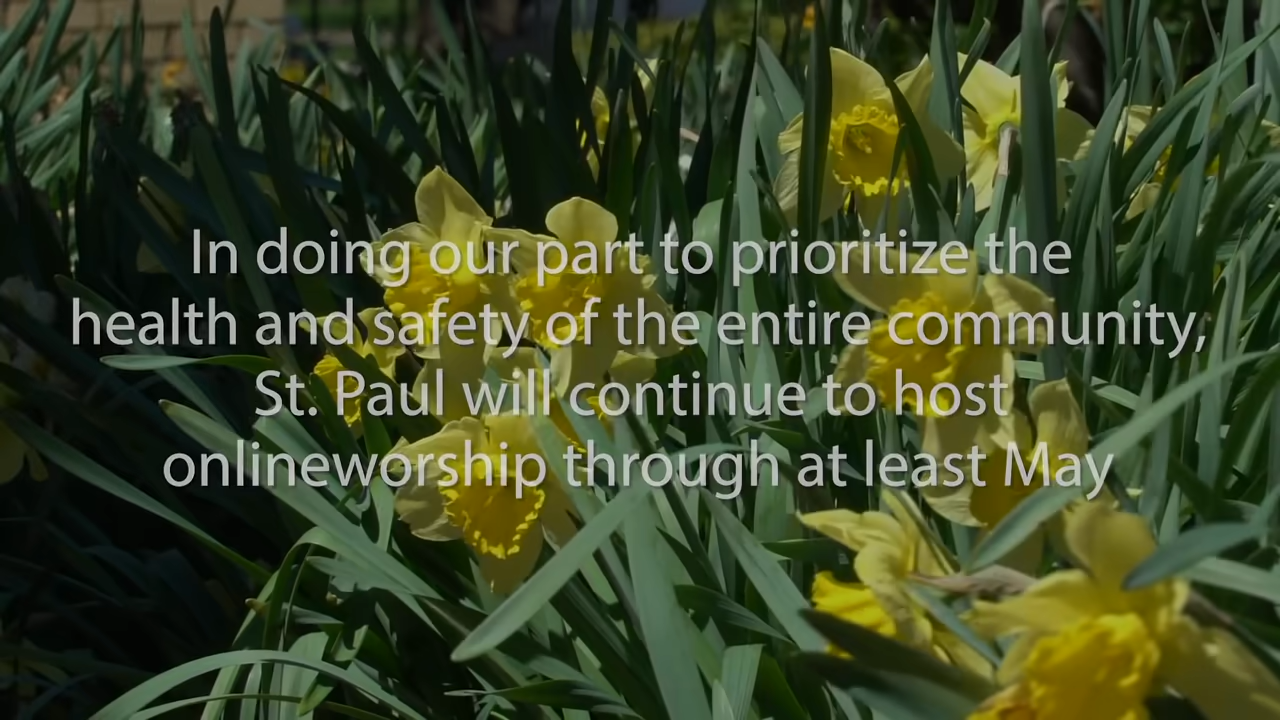 In doing our part to prioritize the
health and safety of the entire community,
St. Paul will continue to host
onlineworship through at least May